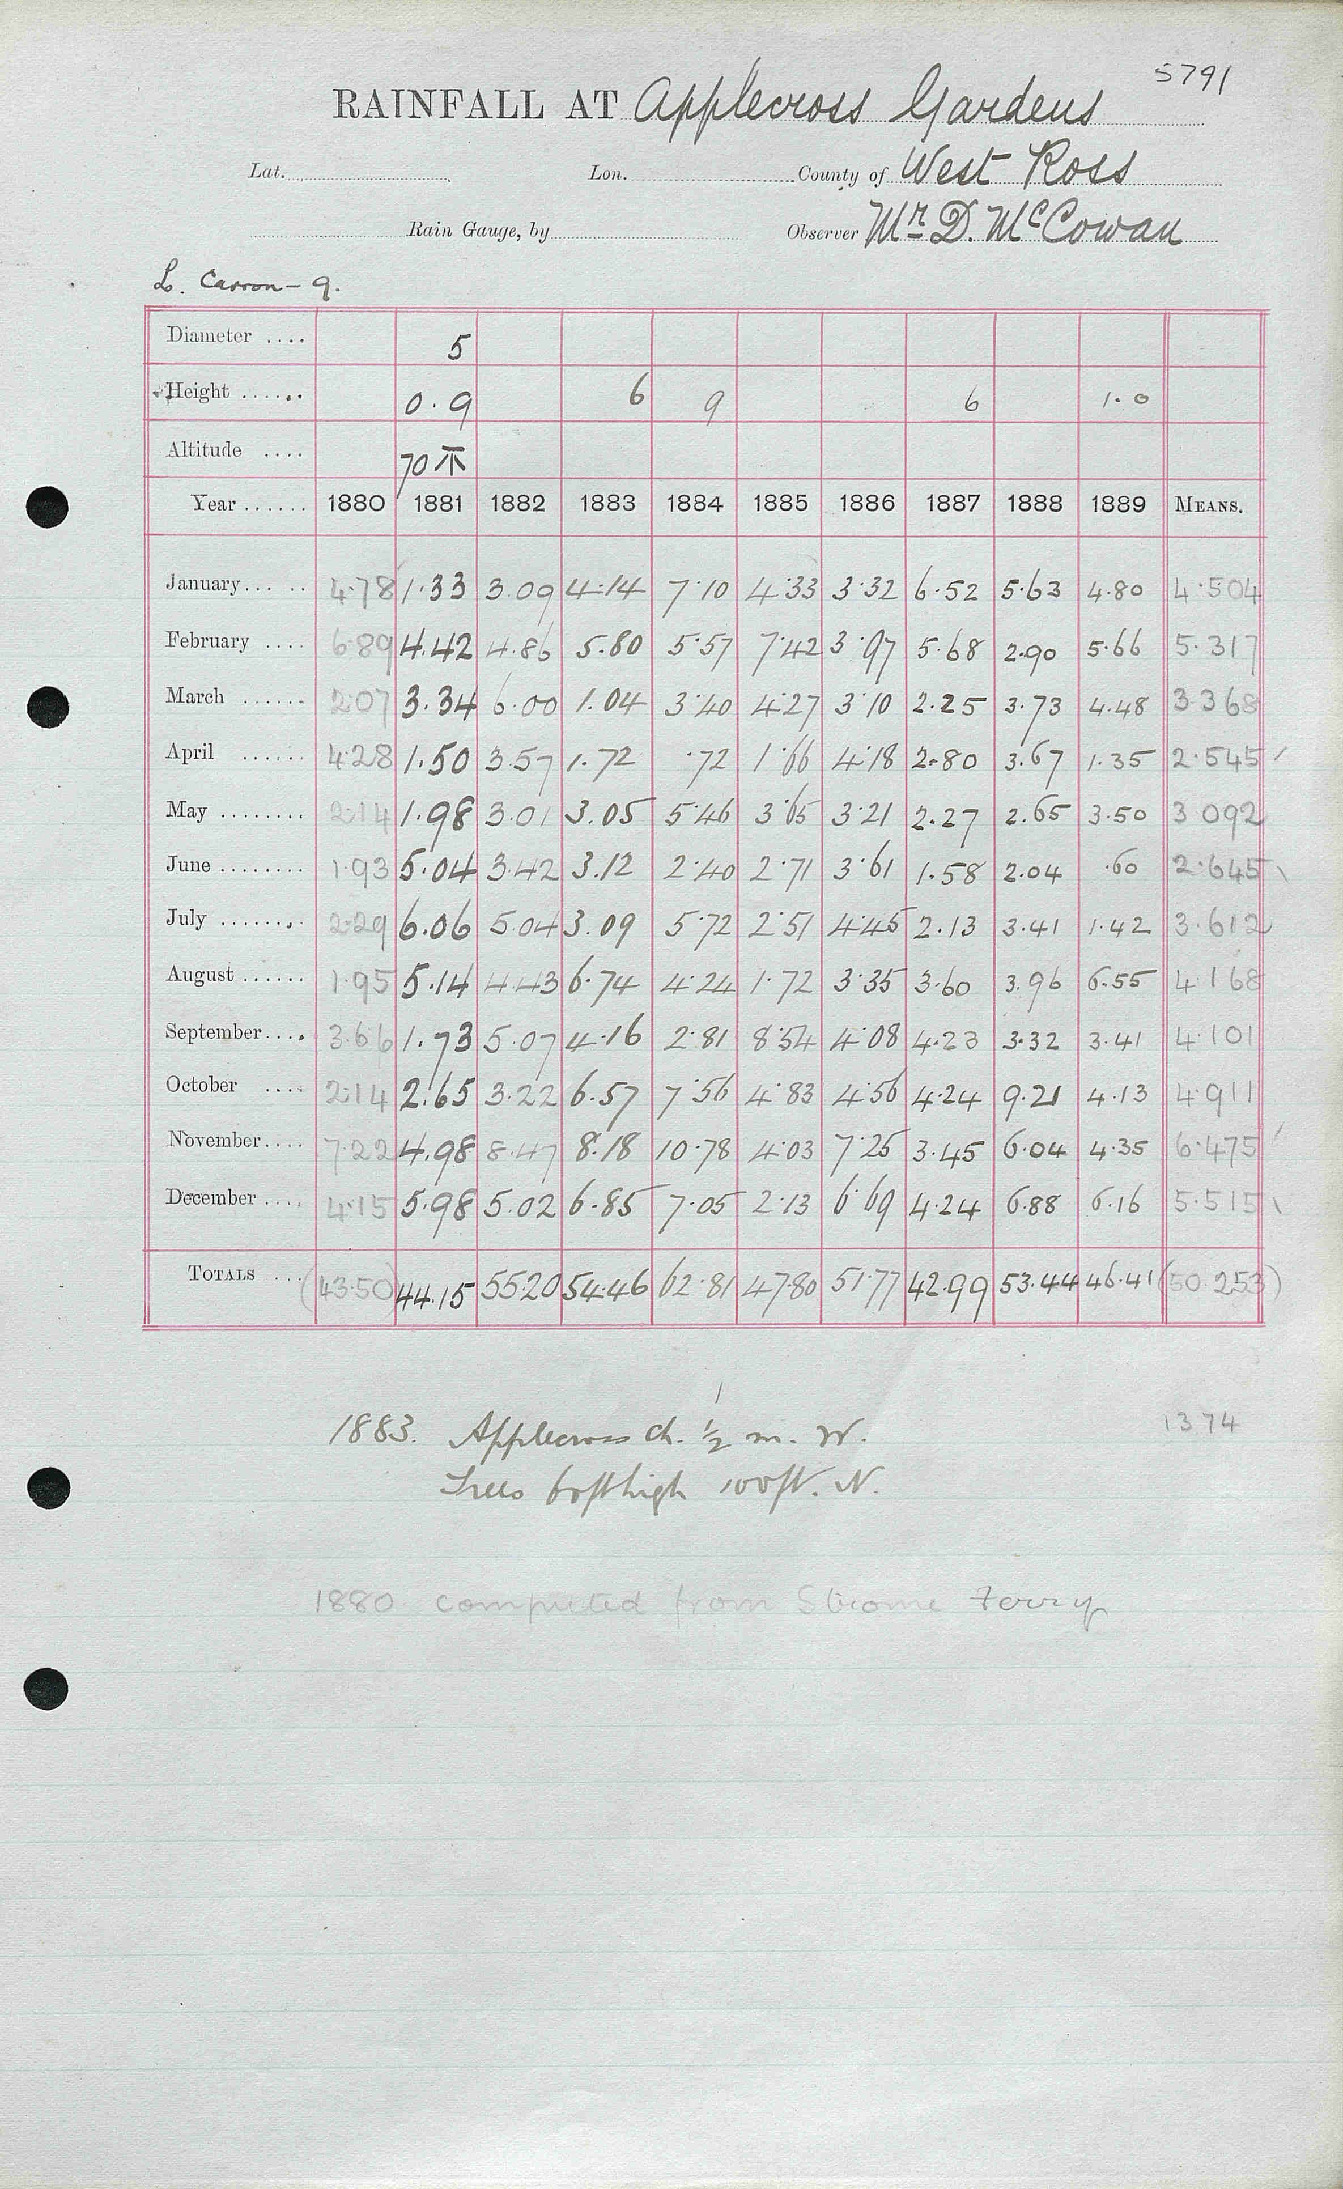 5791
RAINFALL AT Applecross Gardens
Lat. Lon. County of West Ross
Rain Gauge, by Observer Mr D. McCowan
L. Carron - 9.
Diameter .... 5
Height ...... 0.9 6 9 6 1.0
Altitude .... 70
Year ...... 1880 1881 1882 1883 1884 1885 1886 1887 1888 1889 MEANS.
January ... 4.78 1.33 3.09 4.14 7.10 4.33 3.32 6.52 5.63 4.80 4.504
February .... 6.89 4.42 4.86 5.80 5.57 7.42 3.97 5.68 2.90 5.66 5.317
March ...... 2.07 3.34 6.00 1.04 3.40 4.27 3.10 2.25 3.73 4.48 3.368
April ...... 4.28 1.50 3.57 1.72 .72 1.66 4.18 2.80 3.67 1.35 2.545
May ........ 2.14 1.98 3.01 3.05 5.46 3.65 3.21 2.27 2.65 3.50 3.092
June ........ 1.93 5.04 3.42 3.12 2.40 2.71 3.61 1.58 2.04 .60 2.645
July ........ 2.29 6.06 5.04 3.09 5.72 2.51 4.45 2.13 3.41 1.42 3.612
August ...... 1.95 5.14 4.43 6.74 4.24 1.72 3.35 3.60 3.96 6.55 4.168
September .... 3.66 1.73 5.07 4.16 2.81 8.54 4.08 4.23 3.32 3.41 4.101
October .... 2.14 2.65 3.22 6.57 7.56 4.83 4.56 4.24 9.21 4.13 4.911
November .... 7.22 4.98 8.47 8.18 10.78 4.03 7.25 3.45 6.04 4.35 6.475
December .... 4.15 5.98 5.02 6.85 7.05 2.13 6.69 4.24 6.88 6.16 5.515
TOTALS ... (43.50) 44.15 55.20 54.46 62.81 47.80 51.77 42.99 53.44 46.41 (50.253)
1883. Applecross ch. ½ m. W. 1374
Trees 60ft high 100ft. N.
1880 computed from Strome Ferry